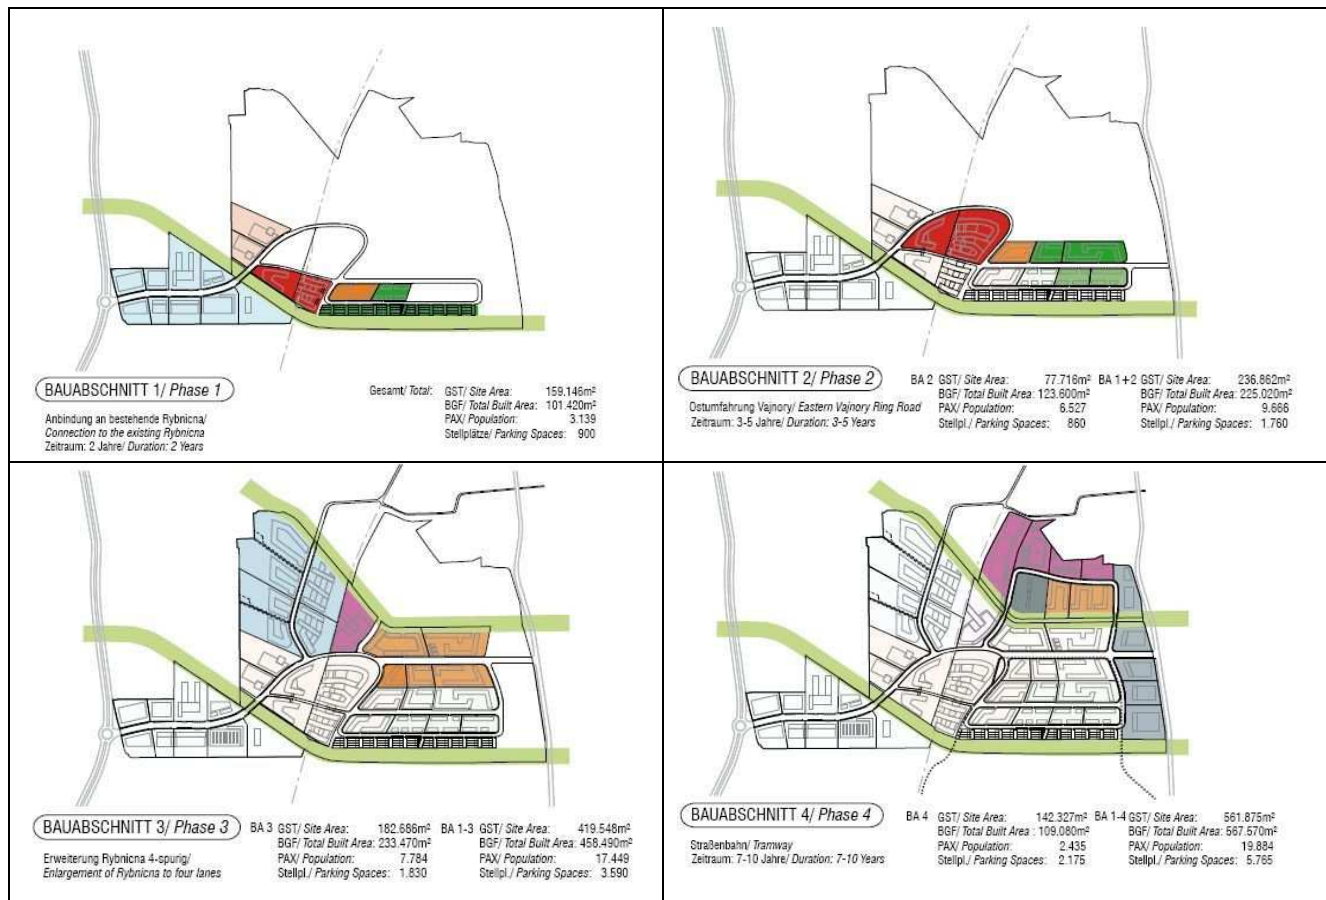 BAUABSCHNITT 1/ Phase 1
Anbindung an bestehende Rybnicna/
Connection to the existing Rybnicna
Zeitraum: 2 Jahre/ Duration: 2 Years
Gesamt/ Total: GST/ Site Area: 159.146m²
BGF/ Total Built Area: 101.420m²
PAX/ Population: 3.139
Stellplätze/ Parking Spaces: 900
BAUABSCHNITT 2/ Phase 2
Ostumfahrung Vajnory/ Eastern Vajnory Ring Road
Zeitraum: 3-5 Jahre/ Duration: 3-5 Years
BA 2 GST/ Site Area: 77.716m² BA 1+2 GST/ Site Area: 236.862m²
BGF/ Total Built Area: 123.600m² BGF/ Total Built Area: 225.020m²
PAX/ Population: 6.527 PAX/ Population: 9.666
Stellpl./ Parking Spaces: 860 Stellpl./ Parking Spaces: 1.760
BAUABSCHNITT 3/ Phase 3
Erweiterung Rybnicna 4-spurig/
Enlargement of Rybnicna to four lanes
BA 3 GST/ Site Area: 182.686m² BA 1-3 GST/ Site Area: 419.548m²
BGF/ Total Built Area: 233.470m² BGF/ Total Built Area: 458.490m²
PAX/ Population: 7.784 PAX/ Population: 17.449
Stellpl./ Parking Spaces: 1.830 Stellpl./ Parking Spaces: 3.590
BAUABSCHNITT 4/ Phase 4
Straßenbahn/ Tramway
Zeitraum: 7-10 Jahre/ Duration: 7-10 Years
BA 4 GST/ Site Area: 142.327m² BA 1-4 GST/ Site Area: 561.875m²
BGF/ Total Built Area : 109.080m² BGF/ Total Built Area: 567.570m²
PAX/ Population: 2.435 PAX/ Population: 19.884
Stellpl./ Parking Spaces: 2.175 Stellpl./ Parking Spaces: 5.765